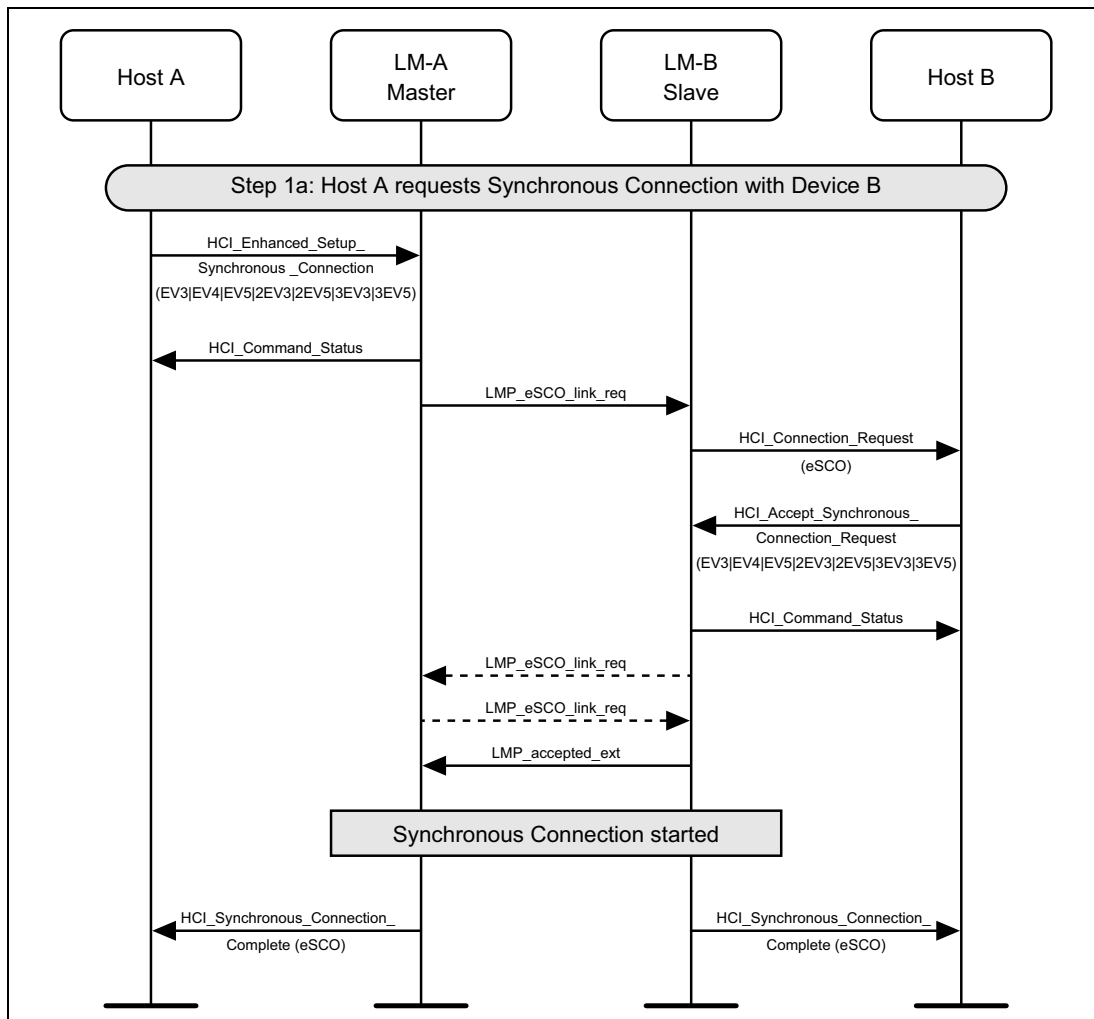 Host A
LM-A
Master
LM-B
Slave
Host B
Step 1a: Host A requests Synchronous Connection with Device B
HCI_Enhanced_Setup_
Synchronous _Connection
(EV3|EV4|EV5|2EV3|2EV5|3EV3|3EV5)
HCI_Command_Status
LMP_eSCO_link_req
HCI_Connection_Request
(eSCO)
HCI_Accept_Synchronous_
Connection_Request
(EV3|EV4|EV5|2EV3|2EV5|3EV3|3EV5)
HCI_Command_Status
LMP_eSCO_link_req
LMP_eSCO_link_req
LMP_accepted_ext
Synchronous Connection started
HCI_Synchronous_Connection_
Complete (eSCO)
HCI_Synchronous_Connection_
Complete (eSCO)